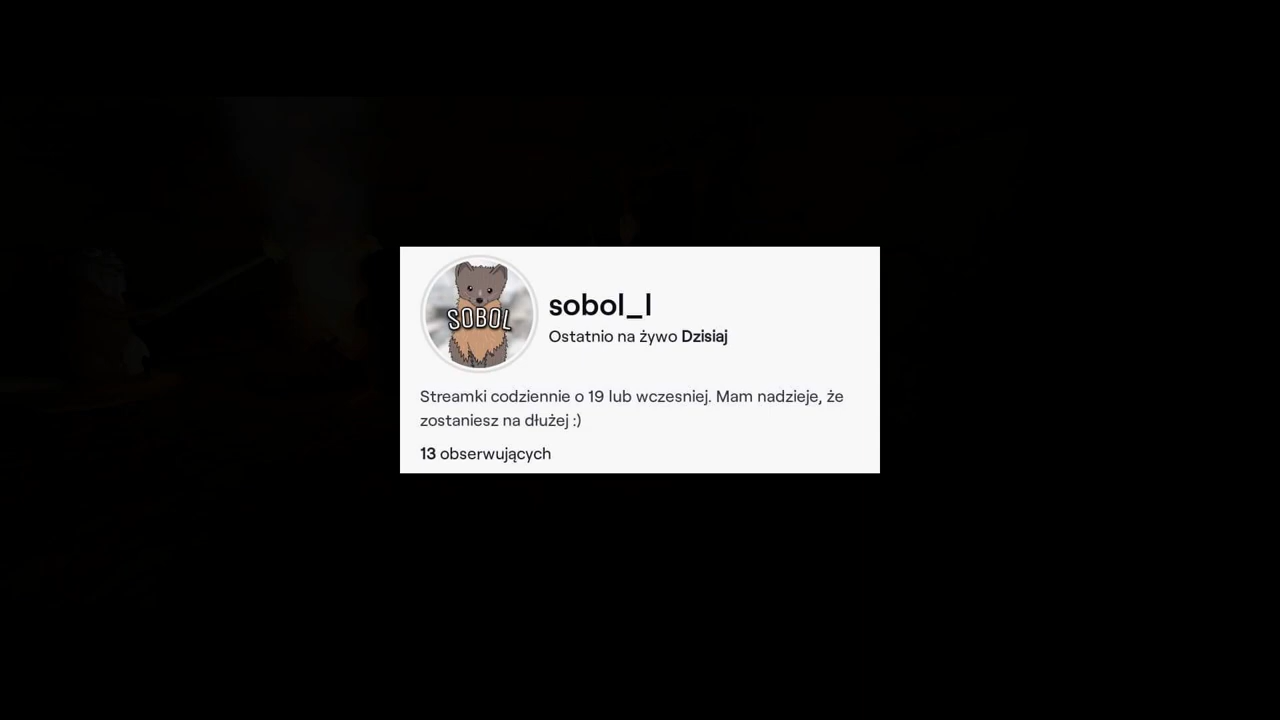 SOBOL
sobol_l
Ostatnio na żywo Dzisiaj
Streamki codziennie o 19 lub wczesniej. Mam nadzieje, że
zostaniesz na dłużej :)
13 obserwujących